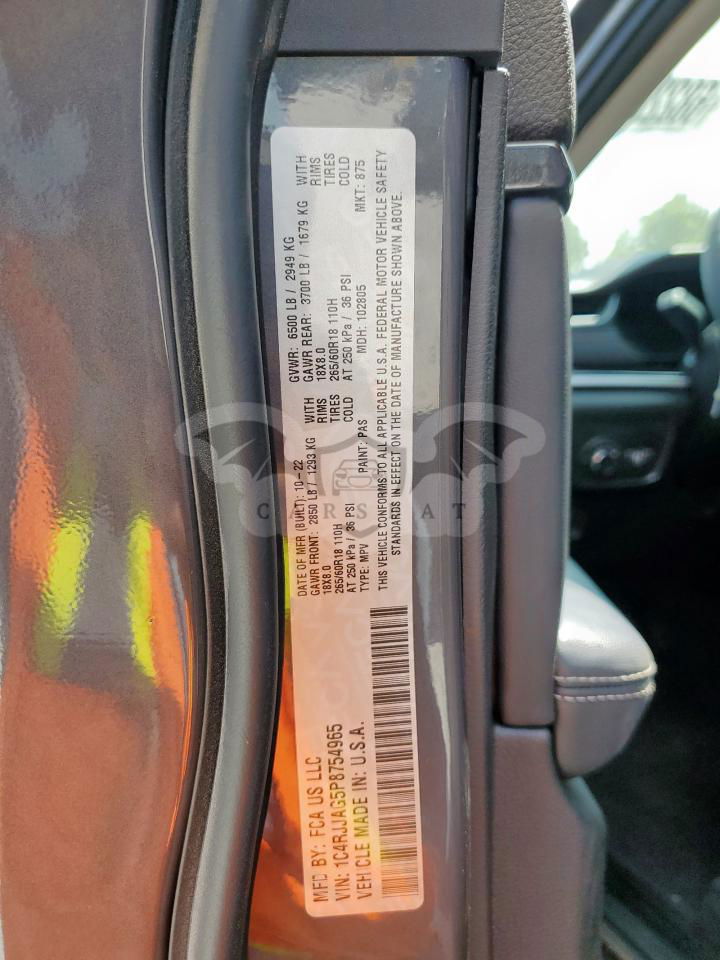 MFD BY: FCA US LLC
DATE OF MFR (BUILT): 10-22
GVWR: 6500 LB / 2949 KG
GAWR FRONT: 2850 LB / 1293 KG WITH
GAWR REAR: 3700 LB / 1679 KG WITH
18X8.0 RIMS
18X8.0 RIMS
265/60R18 110H TIRES
265/60R18 110H TIRES
AT 250 kPa / 36 PSI COLD
AT 250 kPa / 36 PSI COLD
VIN: 1C4RJJAG5P8754965
TYPE: MPV PAINT: PAS MDH: 102805 MKT: 875
VEHICLE MADE IN: U.S.A.
THIS VEHICLE CONFORMS TO ALL APPLICABLE U.S.A. FEDERAL MOTOR VEHICLE SAFETY
STANDARDS IN EFFECT ON THE DATE OF MANUFACTURE SHOWN ABOVE.
CARSBAT